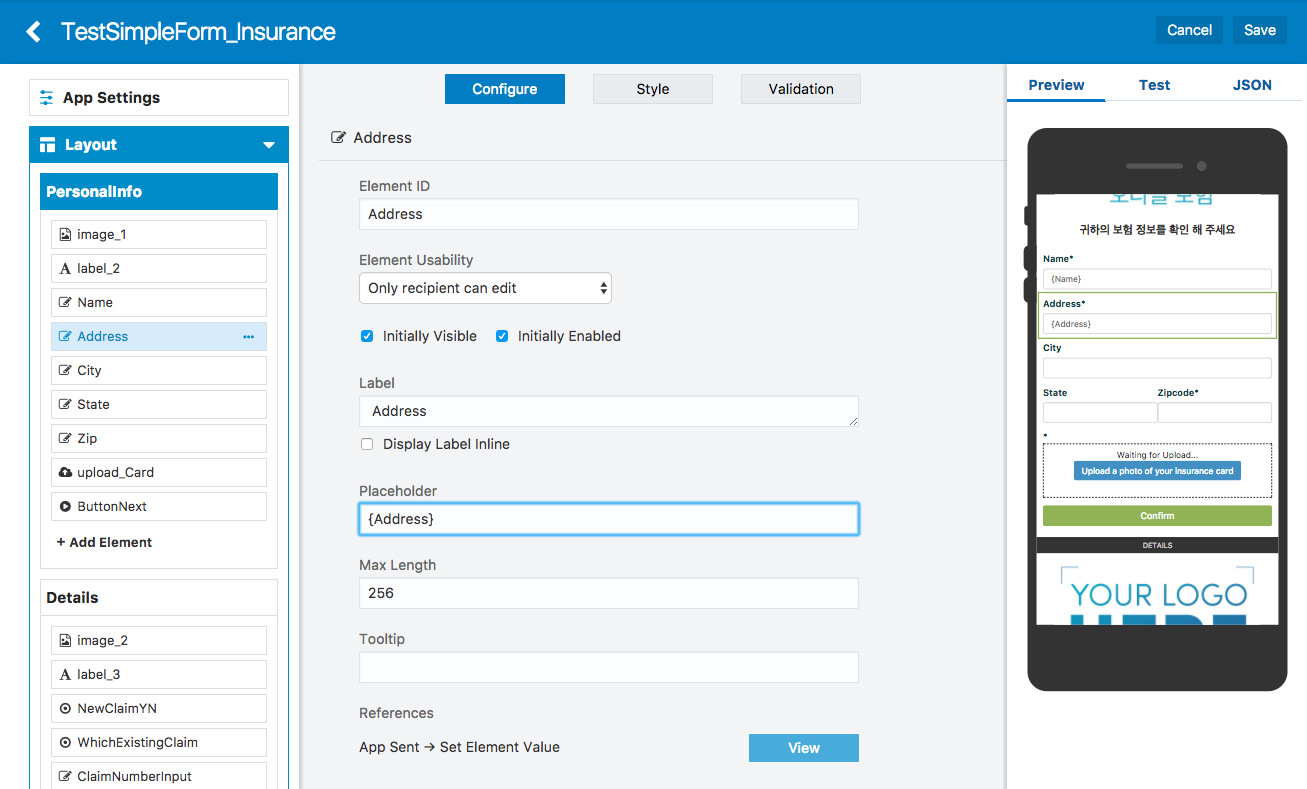 TestSimpleForm_Insurance
Cancel
Save
App Settings
Layout
PersonalInfo
image_1
label_2
Name
Address
City
State
Zip
upload_Card
ButtonNext
+ Add Element
Details
image_2
label_3
NewClaimYN
WhichExistingClaim
ClaimNumberInput
Configure
Style
Validation
Address
Element ID
Address
Element Usability
Only recipient can edit
Initially Visible
Initially Enabled
Label
Address
Display Label Inline
Placeholder
{Address}
Max Length
256
Tooltip
References
App Sent → Set Element Value
View
Preview
Test
JSON
귀하의 보험 정보를 확인 해 주세요
Name*
{Name}
Address*
{Address}
City
State
Zipcode*
*
Waiting for Upload...
Upload a photo of your insurance card
Confirm
DETAILS
YOUR LOGO
HERE